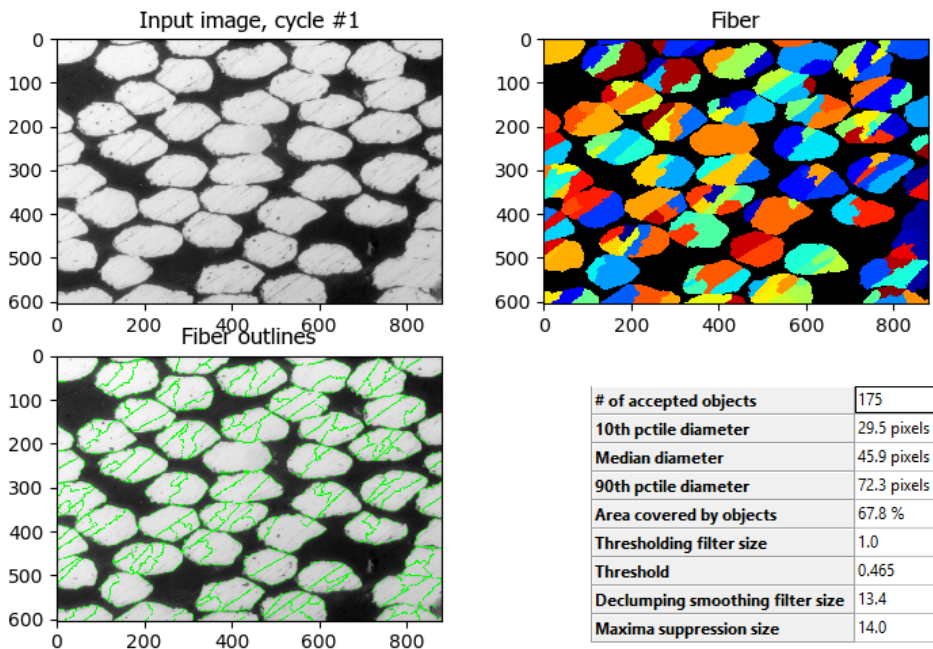 Input image, cycle #1
0
100
200
300
400
500
600
0 200 400 600 800
Fiber
0
100
200
300
400
500
600
0 200 400 600 800
Fiber outlines
0
100
200
300
400
500
600
0 200 400 600 800
# of accepted objects 175
10th pctile diameter 29.5 pixels
Median diameter 45.9 pixels
90th pctile diameter 72.3 pixels
Area covered by objects 67.8 %
Thresholding filter size 1.0
Threshold 0.465
Declumping smoothing filter size 13.4
Maxima suppression size 14.0